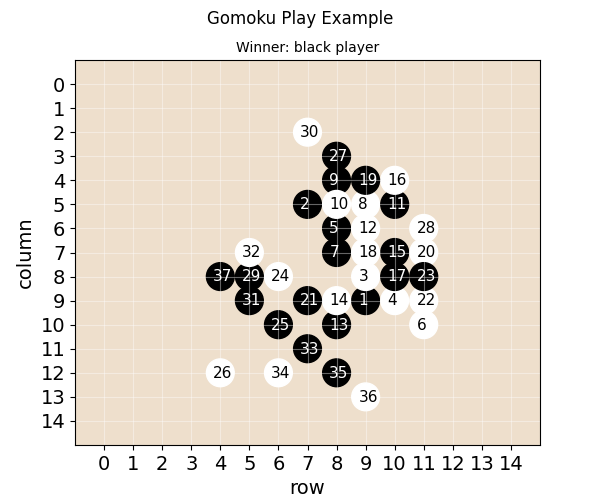 Gomoku Play Example
Winner: black player
column
0
1
2 30
3 27
4 9 19 16
5 2 10 8 11
6 5 12 28
7 32 7 18 15 20
8 37 29 24 3 17 23
9 31 21 14 1 4 22
10 25 13 6
11 33
12 26 34 35
13 36
14
0 1 2 3 4 5 6 7 8 9 10 11 12 13 14
row